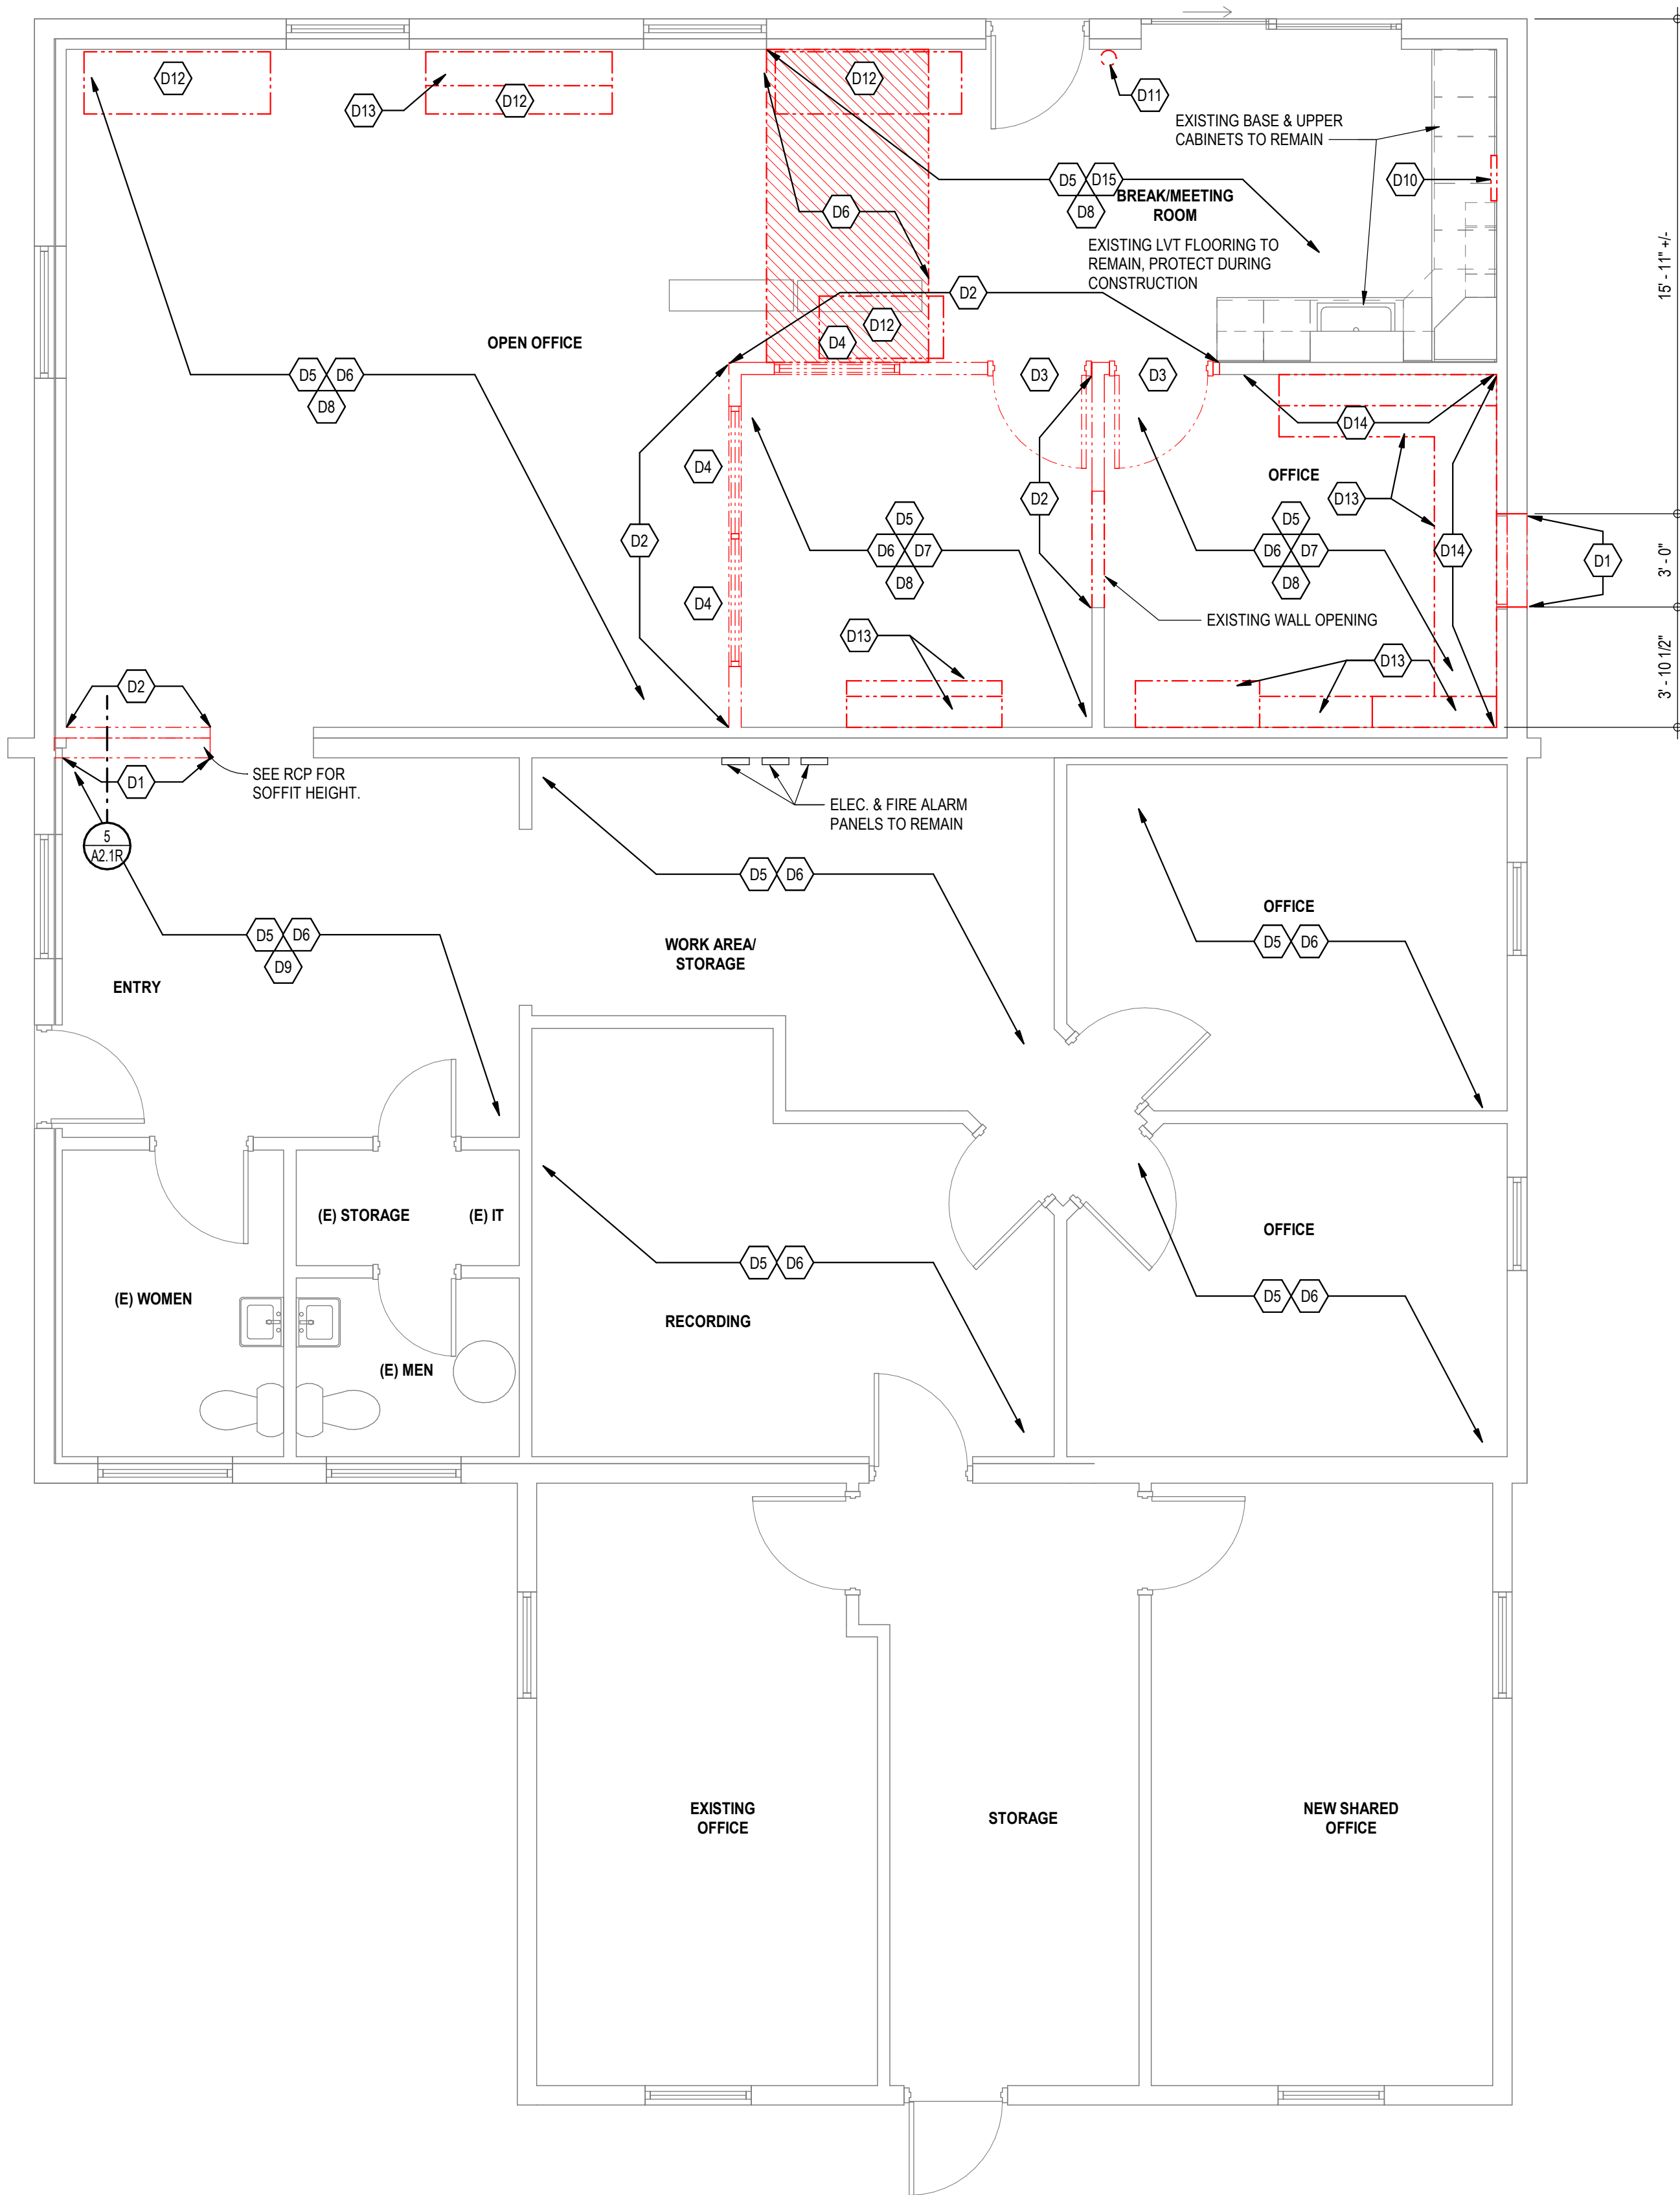 D12
D13
D12
D12
D11
EXISTING BASE & UPPER
CABINETS TO REMAIN
D10
D5
D15
D8
BREAK/MEETING
ROOM
D6
EXISTING LVT FLOORING TO
REMAIN, PROTECT DURING
CONSTRUCTION
15' - 11" +/-
D2
D12
D4
OPEN OFFICE
D5
D6
D8
D3
D3
D14
D4
OFFICE
D2
D13
D5
D6
D7
D8
D5
D6
D7
D8
D2
D14
D1
3' - 0"
D4
EXISTING WALL OPENING
D13
D13
3' - 10 1/2"
D2
D1
SEE RCP FOR
SOFFIT HEIGHT.
ELEC. & FIRE ALARM
PANELS TO REMAIN
5
A2.1R
D5
D6
OFFICE
D5
D6
D9
WORK AREA/
STORAGE
D5
D6
ENTRY
(E) STORAGE
(E) IT
OFFICE
D5
D6
D5
D6
(E) WOMEN
RECORDING
(E) MEN
EXISTING
OFFICE
STORAGE
NEW SHARED
OFFICE